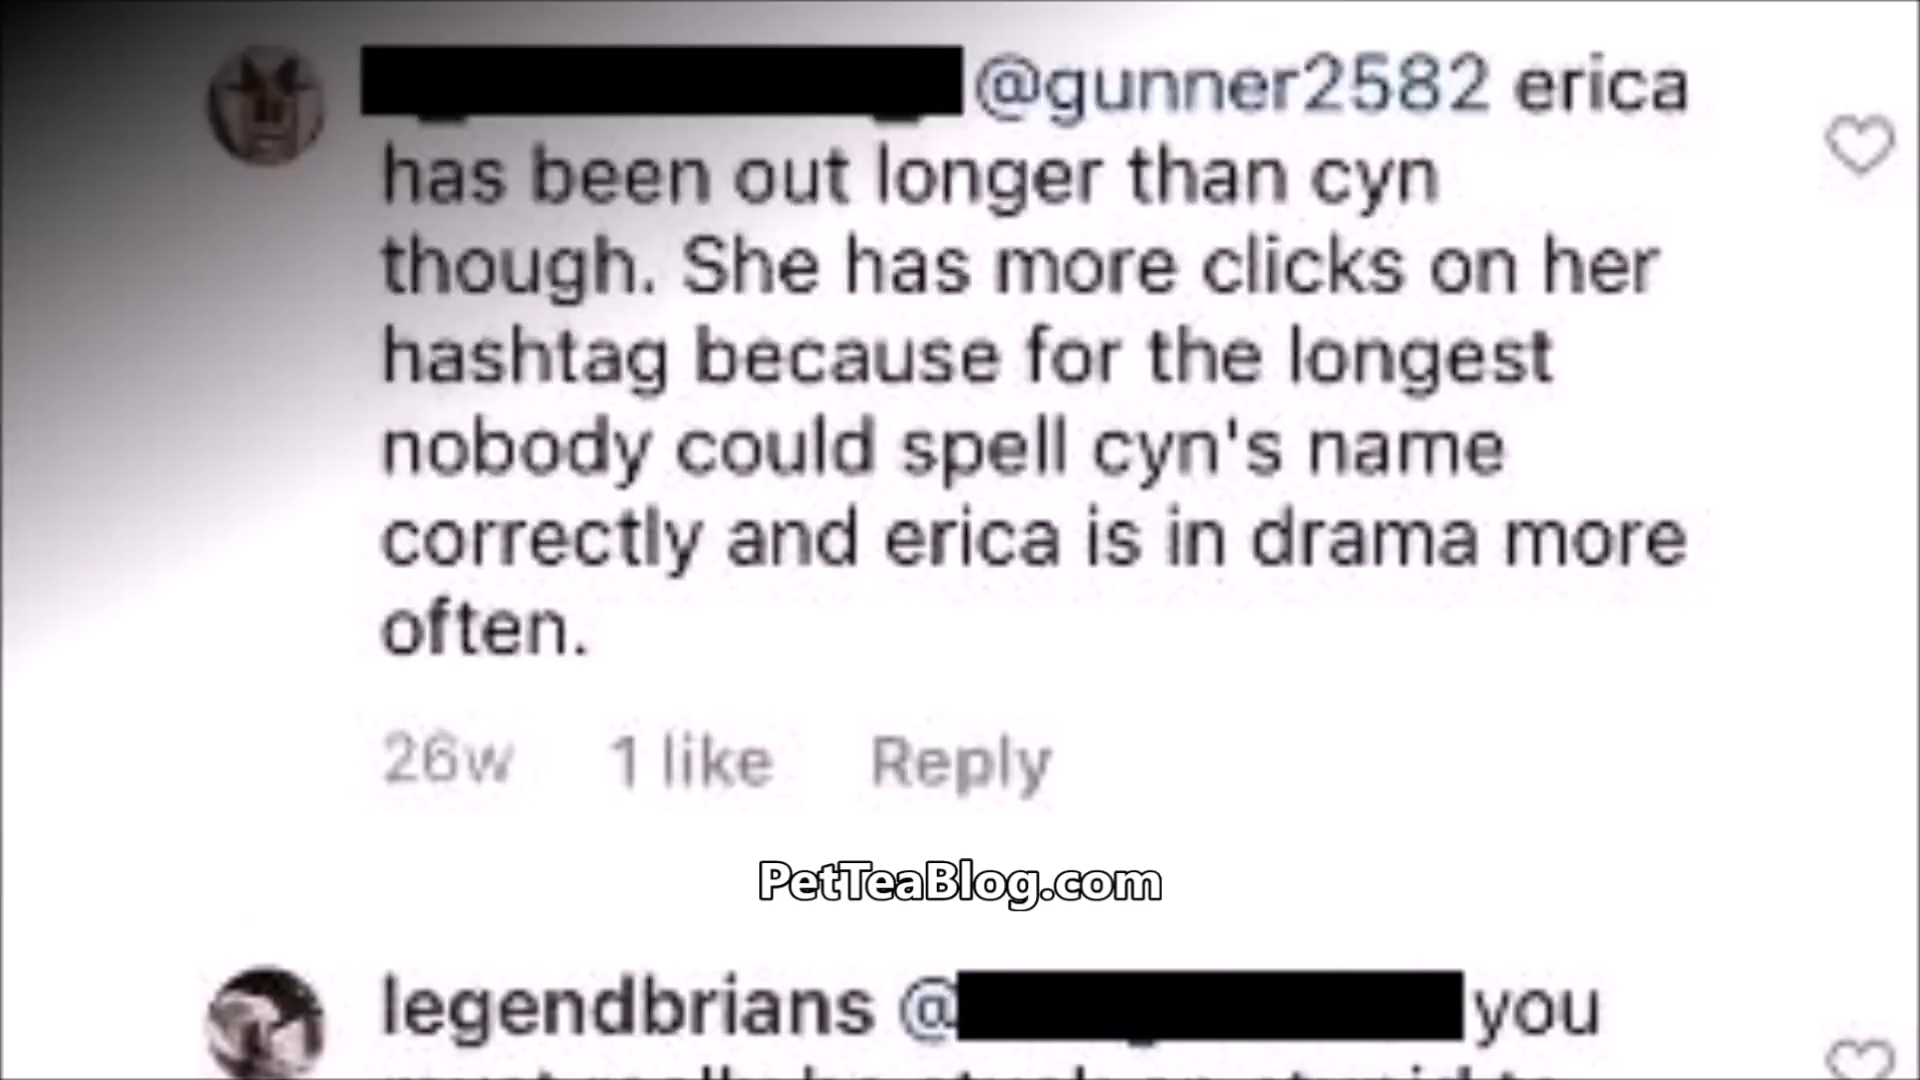 @gunner2582 erica
has been out longer than cyn
though. She has more clicks on her
hashtag because for the longest
nobody could spell cyn's name
correctly and erica is in drama more
often.
26w 1 like Reply
PetTeaBlog.com
legendbrians @ you